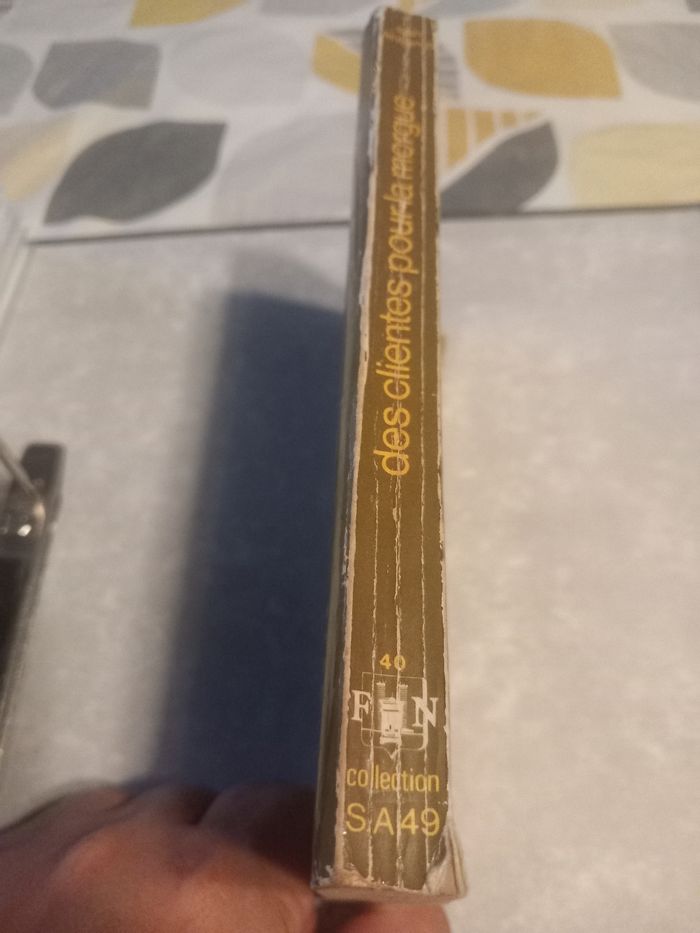 des clientes pour la morgue
40
F N
collection
S A 49